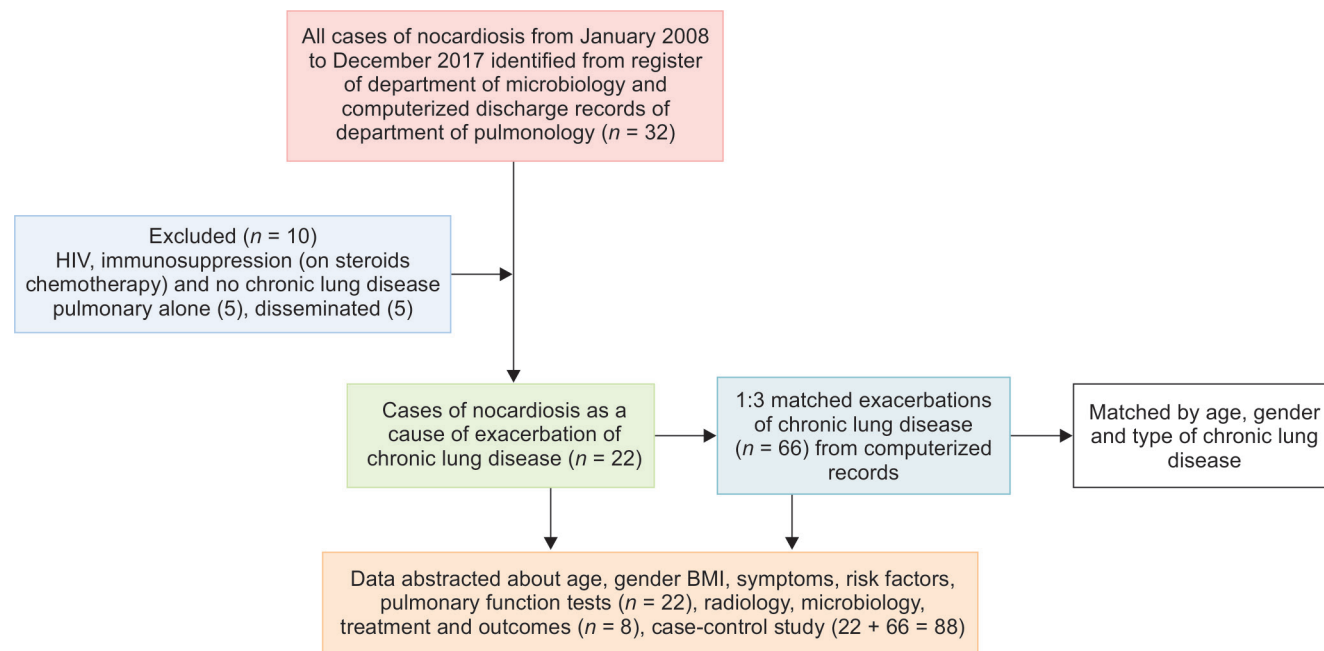 All cases of nocardiosis from January 2008
to December 2017 identified from register
of department of microbiology and
computerized discharge records of
department of pulmonology (n = 32)
Excluded (n = 10)
HIV, immunosuppression (on steroids
chemotherapy) and no chronic lung disease
pulmonary alone (5), disseminated (5)
Cases of nocardiosis as a
cause of exacerbation of
chronic lung disease (n = 22)
1:3 matched exacerbations
of chronic lung disease
(n = 66) from computerized
records
Matched by age, gender
and type of chronic lung
disease
Data abstracted about age, gender BMI, symptoms, risk factors,
pulmonary function tests (n = 22), radiology, microbiology,
treatment and outcomes (n = 8), case-control study (22 + 66 = 88)